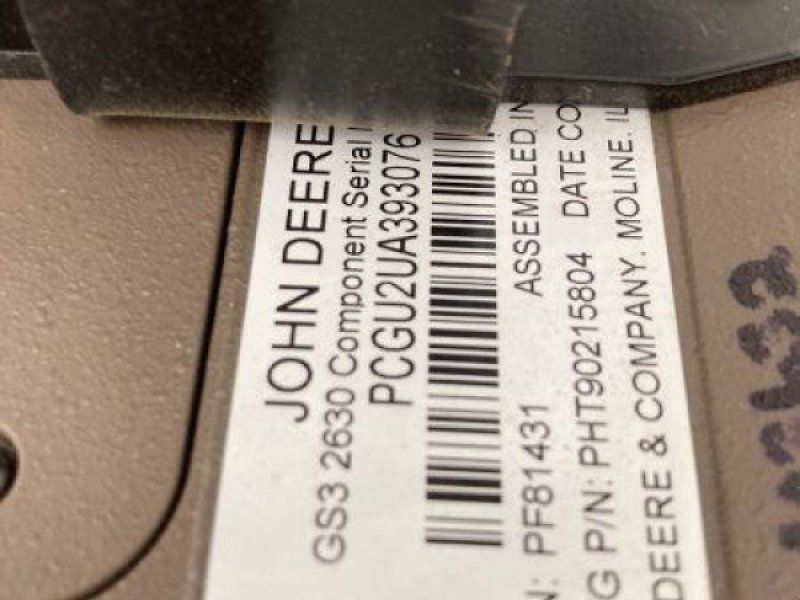 JOHN DEERE
GS3 2630 Component Serial
PCGU2UA393076
ASSEMBLED IN
N: PF81431
G P/N: PHT90215804 DATE CO
DEERE & COMPANY. MOLINE. IL